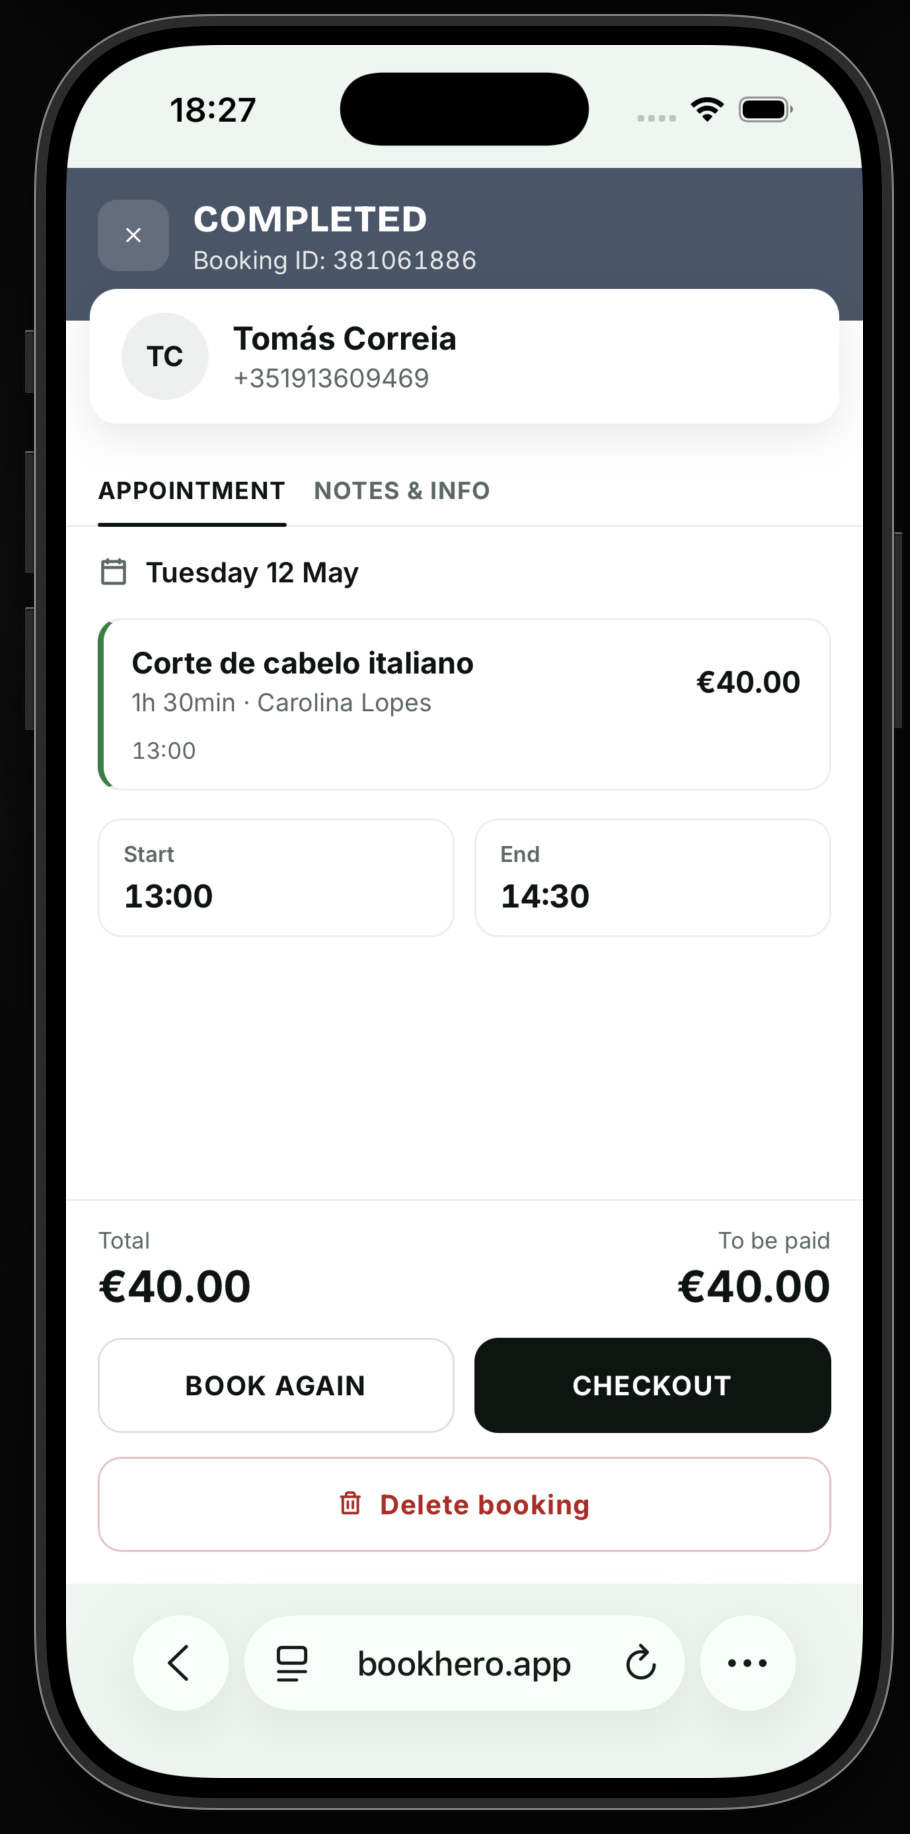 18:27
COMPLETED
Booking ID: 381061886
TC
Tomás Correia
+351913609469
APPOINTMENT NOTES & INFO
Tuesday 12 May
Corte de cabelo italiano
€40.00
1h 30min · Carolina Lopes
13:00
Start End
13:00 14:30
Total To be paid
€40.00 €40.00
BOOK AGAIN CHECKOUT
Delete booking
bookhero.app